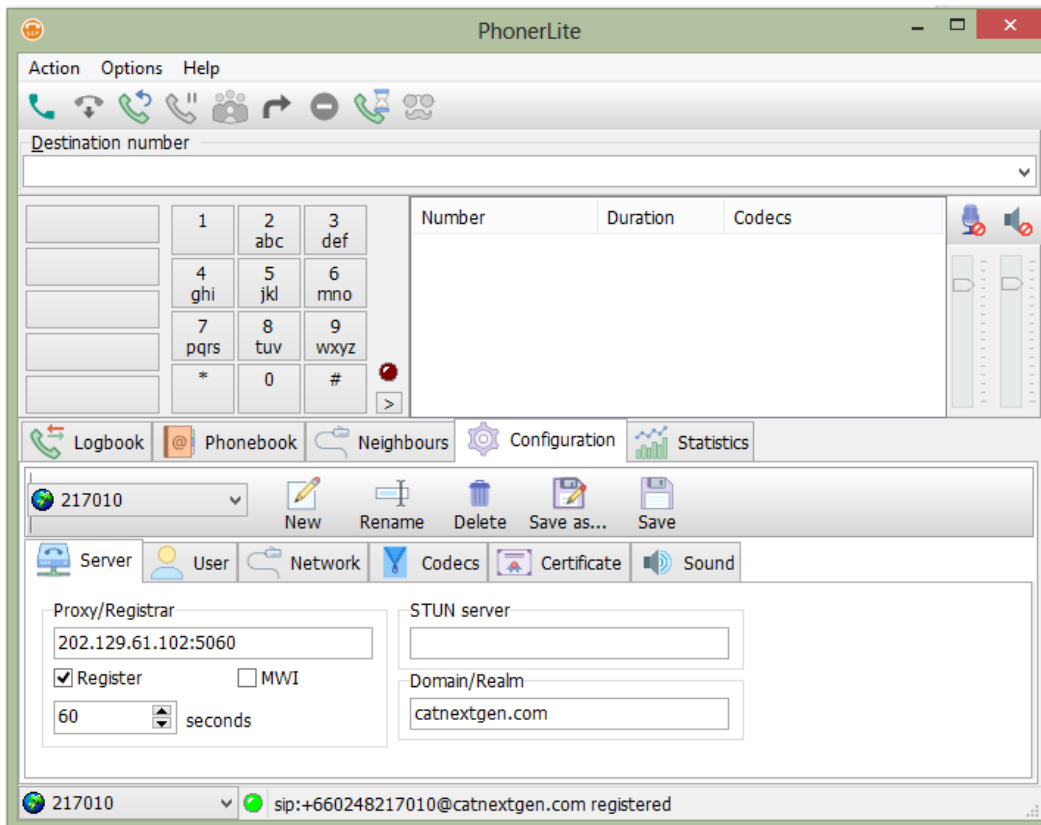 PhonerLite
Action Options Help
Destination number
1 2 abc 3 def
4 ghi 5 jkl 6 mno
7 pqrs 8 tuv 9 wxyz
* 0 #
>
Number Duration Codecs
Logbook Phonebook Neighbours Configuration Statistics
217010 New Rename Delete Save as... Save
Server User Network Codecs Certificate Sound
Proxy/Registrar
202.129.61.102:5060
Register MWI
60 seconds
STUN server
Domain/Realm
catnextgen.com
217010 sip:+660248217010@catnextgen.com registered